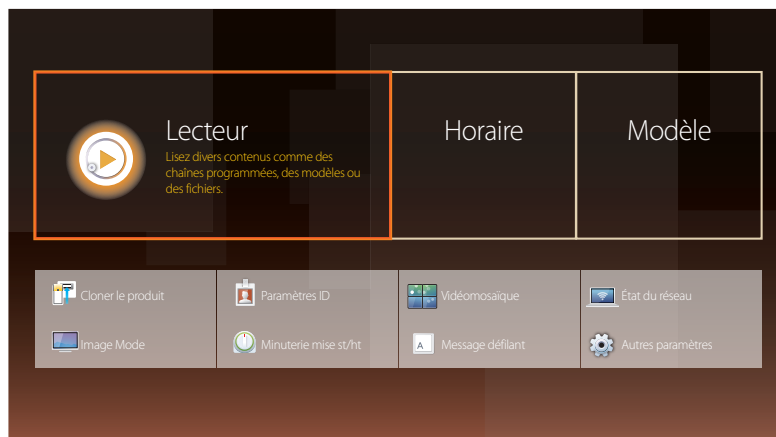 Lecteur
Lisez divers contenus comme des
chaînes programmées, des modèles ou
des fichiers.
Horaire
Modèle
Cloner le produit
Paramètres ID
Vidéomosaïque
État du réseau
Image Mode
Minuterie mise st/ht
A
Message défilant
Autres paramètres